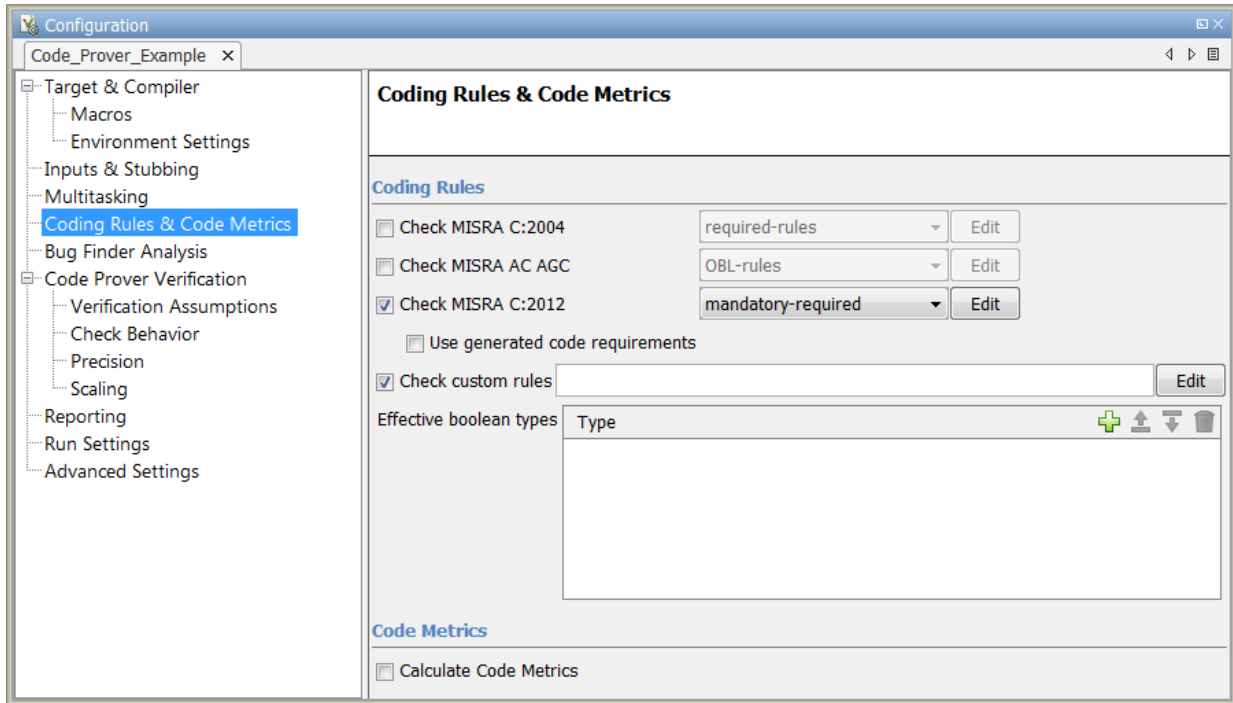 Configuration
Code_Prover_Example
Target & Compiler
Macros
Environment Settings
Inputs & Stubbing
Multitasking
Coding Rules & Code Metrics
Bug Finder Analysis
Code Prover Verification
Verification Assumptions
Check Behavior
Precision
Scaling
Reporting
Run Settings
Advanced Settings
Coding Rules & Code Metrics
Coding Rules
Check MISRA C:2004 required-rules Edit
Check MISRA AC AGC OBL-rules Edit
Check MISRA C:2012 mandatory-required Edit
Use generated code requirements
Check custom rules Edit
Effective boolean types Type
Code Metrics
Calculate Code Metrics